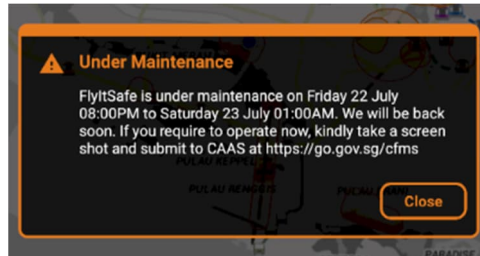 Under Maintenance
FlyItSafe is under maintenance on Friday 22 July
08:00PM to Saturday 23 July 01:00AM. We will be back
soon. If you require to operate now, kindly take a screen
shot and submit to CAAS at https://go.gov.sg/cfms
PULAU KEPPEL
PULAU RENGGIS
Close
PARADISE